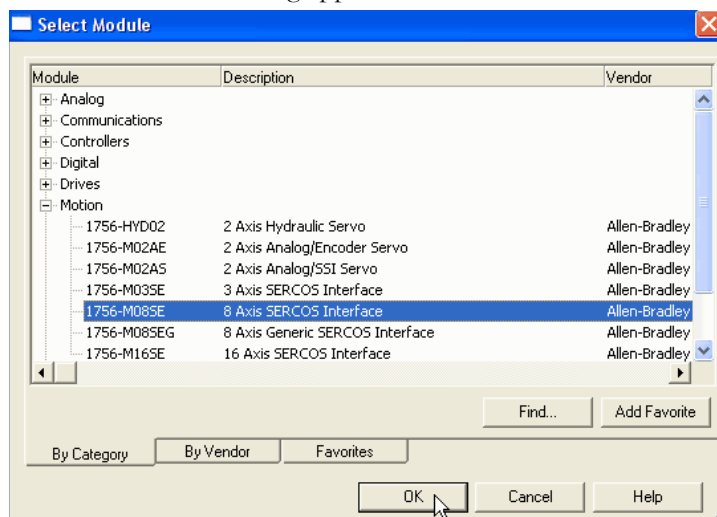 Select Module
Module Description Vendor
Analog
Communications
Controllers
Digital
Drives
Motion
1756-HYD02 2 Axis Hydraulic Servo Allen-Bradley
1756-M02AE 2 Axis Analog/Encoder Servo Allen-Bradley
1756-M02AS 2 Axis Analog/SSI Servo Allen-Bradley
1756-M03SE 3 Axis SERCOS Interface Allen-Bradley
1756-M08SE 8 Axis SERCOS Interface Allen-Bradley
1756-M08SEG 8 Axis Generic SERCOS Interface Allen-Bradley
1756-M16SE 16 Axis SERCOS Interface Allen-Bradley
Find... Add Favorite
By Category By Vendor Favorites
OK Cancel Help